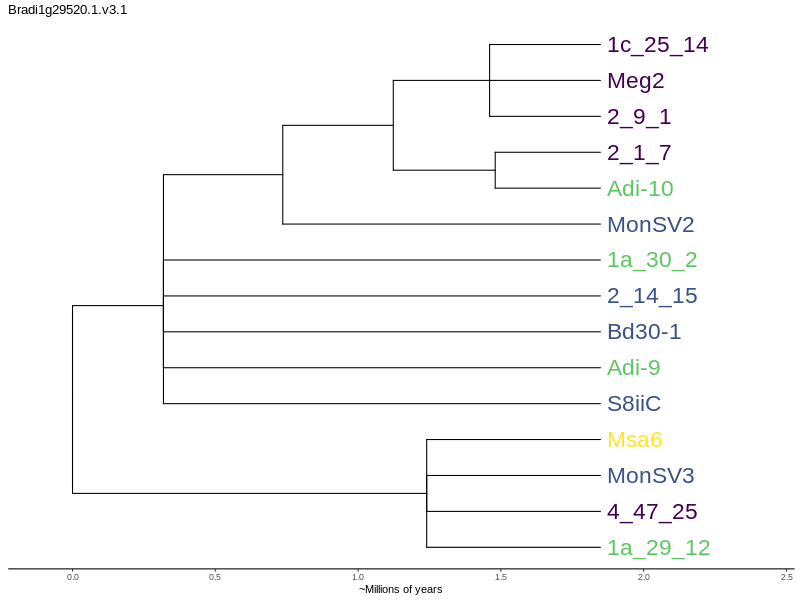 Bradi1g29520.1.v3.1
1c_25_14
Meg2
2_9_1
2_1_7
Adi-10
MonSV2
1a_30_2
2_14_15
Bd30-1
Adi-9
S8iiC
Msa6
MonSV3
4_47_25
1a_29_12
0.0 0.5 1.0 1.5 2.0 2.5
~Millions of years